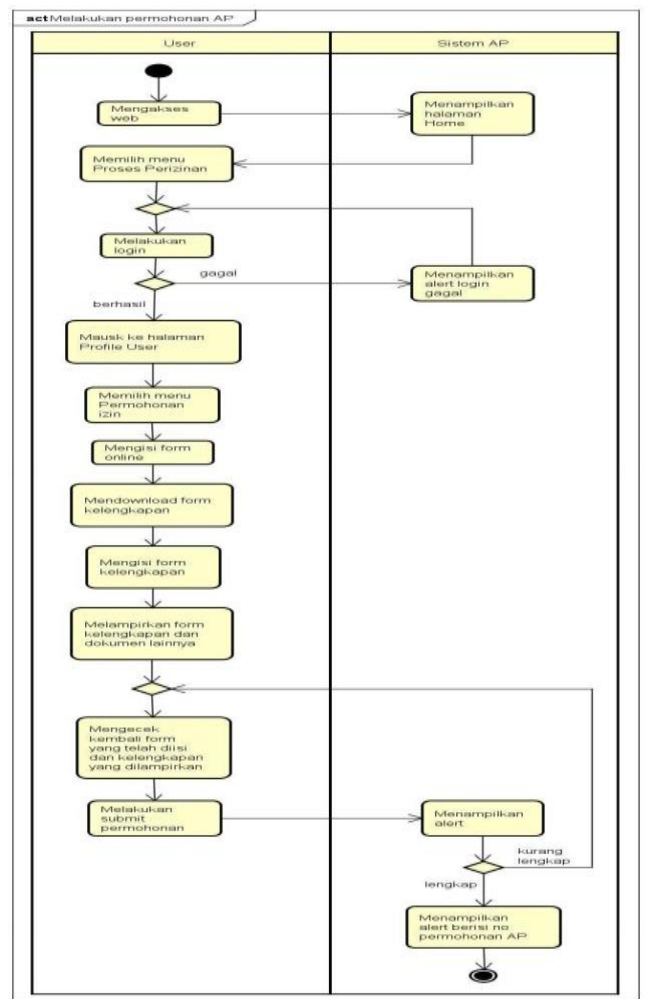 act Melakukan permohonan AP
User
Sistem AP
Mengakses
web
Menampilkan
halaman
Home
Memilih menu
Proses Perizinan
Melakukan
login
gagal
Menampilkan
alert login
gagal
berhasil
Mausk ke halaman
Profile User
Memilih menu
Permohonan
izin
Mengisi form
online
Mendownload form
kelengkapan
Mengisi form
kelengkapan
Melampirkan form
kelengkapan dan
dokumen lainnya
Mengecek
kembali form
yang telah diisi
dan kelengkapan
yang dilampirkan
Melakukan
submit
permohonan
Menampilkan
alert
kurang
lengkap
lengkap
Menampilkan
alert berisi no
permohonan AP